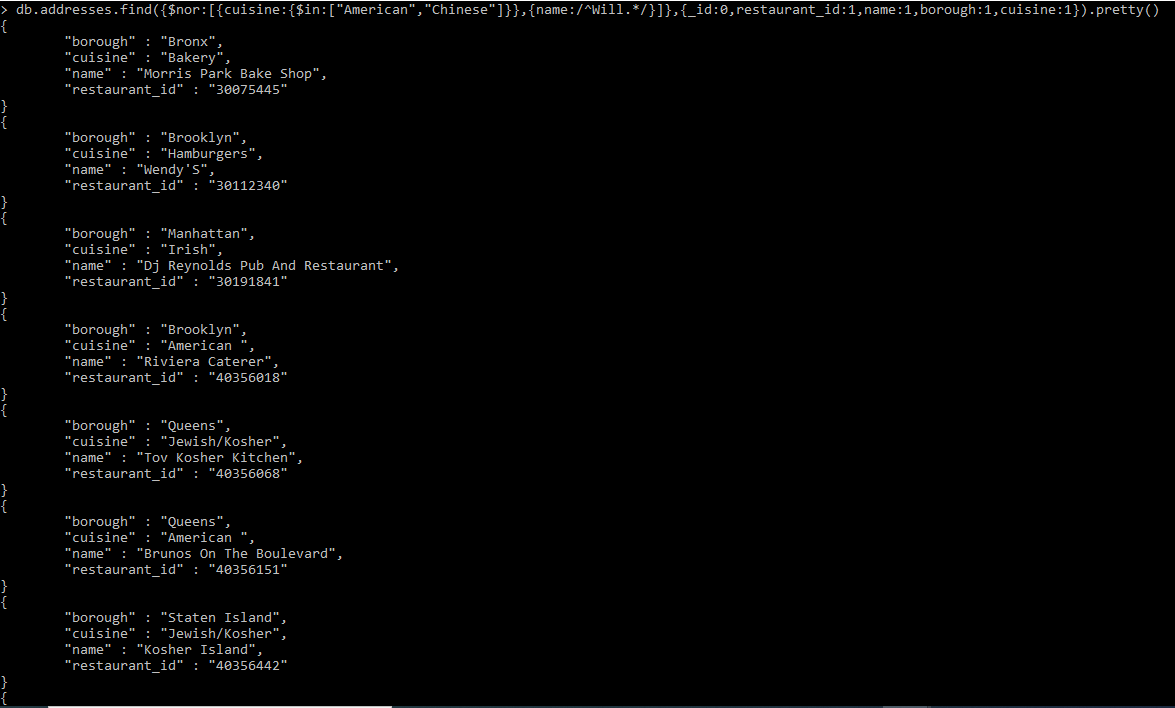 > db.addresses.find({$nor:[{cuisine:{$in:["American","Chinese"]}},{name:/^Will.*/}]},{_id:0,restaurant_id:1,name:1,borough:1,cuisine:1}).pretty()
{
        "borough" : "Bronx",
        "cuisine" : "Bakery",
        "name" : "Morris Park Bake Shop",
        "restaurant_id" : "30075445"
}
{
        "borough" : "Brooklyn",
        "cuisine" : "Hamburgers",
        "name" : "Wendy'S",
        "restaurant_id" : "30112340"
}
{
        "borough" : "Manhattan",
        "cuisine" : "Irish",
        "name" : "Dj Reynolds Pub And Restaurant",
        "restaurant_id" : "30191841"
}
{
        "borough" : "Brooklyn",
        "cuisine" : "American ",
        "name" : "Riviera Caterer",
        "restaurant_id" : "40356018"
}
{
        "borough" : "Queens",
        "cuisine" : "Jewish/Kosher",
        "name" : "Tov Kosher Kitchen",
        "restaurant_id" : "40356068"
}
{
        "borough" : "Queens",
        "cuisine" : "American ",
        "name" : "Brunos On The Boulevard",
        "restaurant_id" : "40356151"
}
{
        "borough" : "Staten Island",
        "cuisine" : "Jewish/Kosher",
        "name" : "Kosher Island",
        "restaurant_id" : "40356442"
}
{